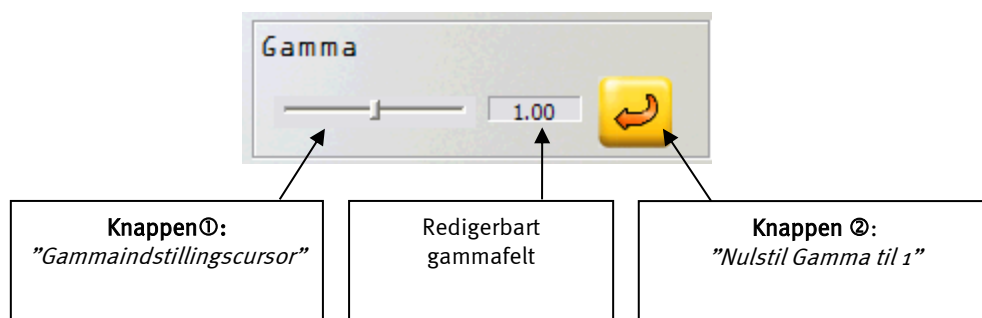 Gamma
1.00
Knappen①:
”Gammaindstillingscursor”
Redigerbart
gammafelt
Knappen ②:
”Nulstil Gamma til 1”